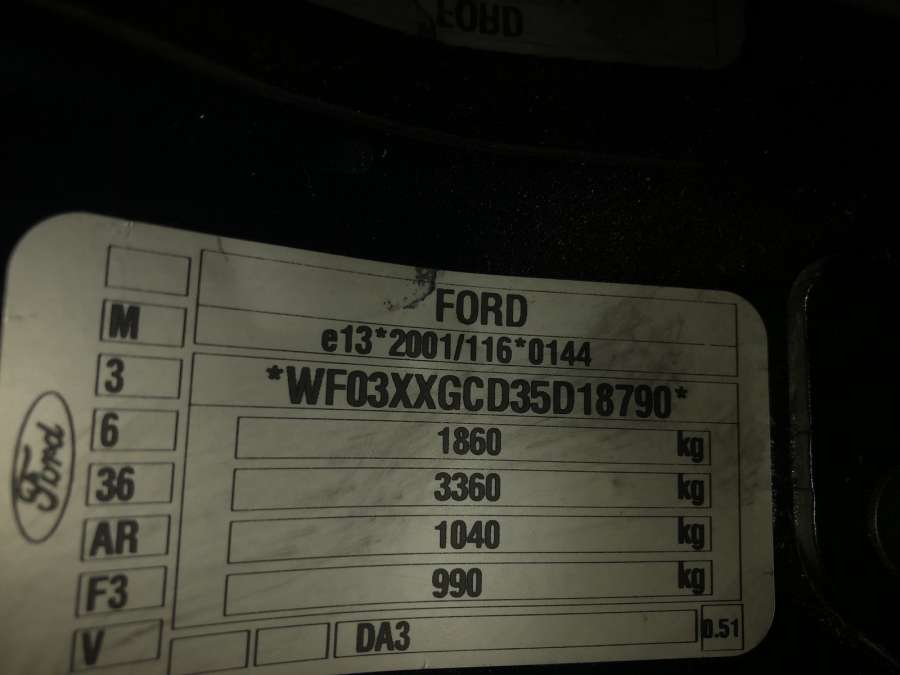 FORD
FORD
e13*2001/116*0144
*WF03XXGCD35D18790*
1860 kg
3360 kg
1040 kg
990 kg
M
3
6
36
AR
F3
V
DA3
0.51
Ford